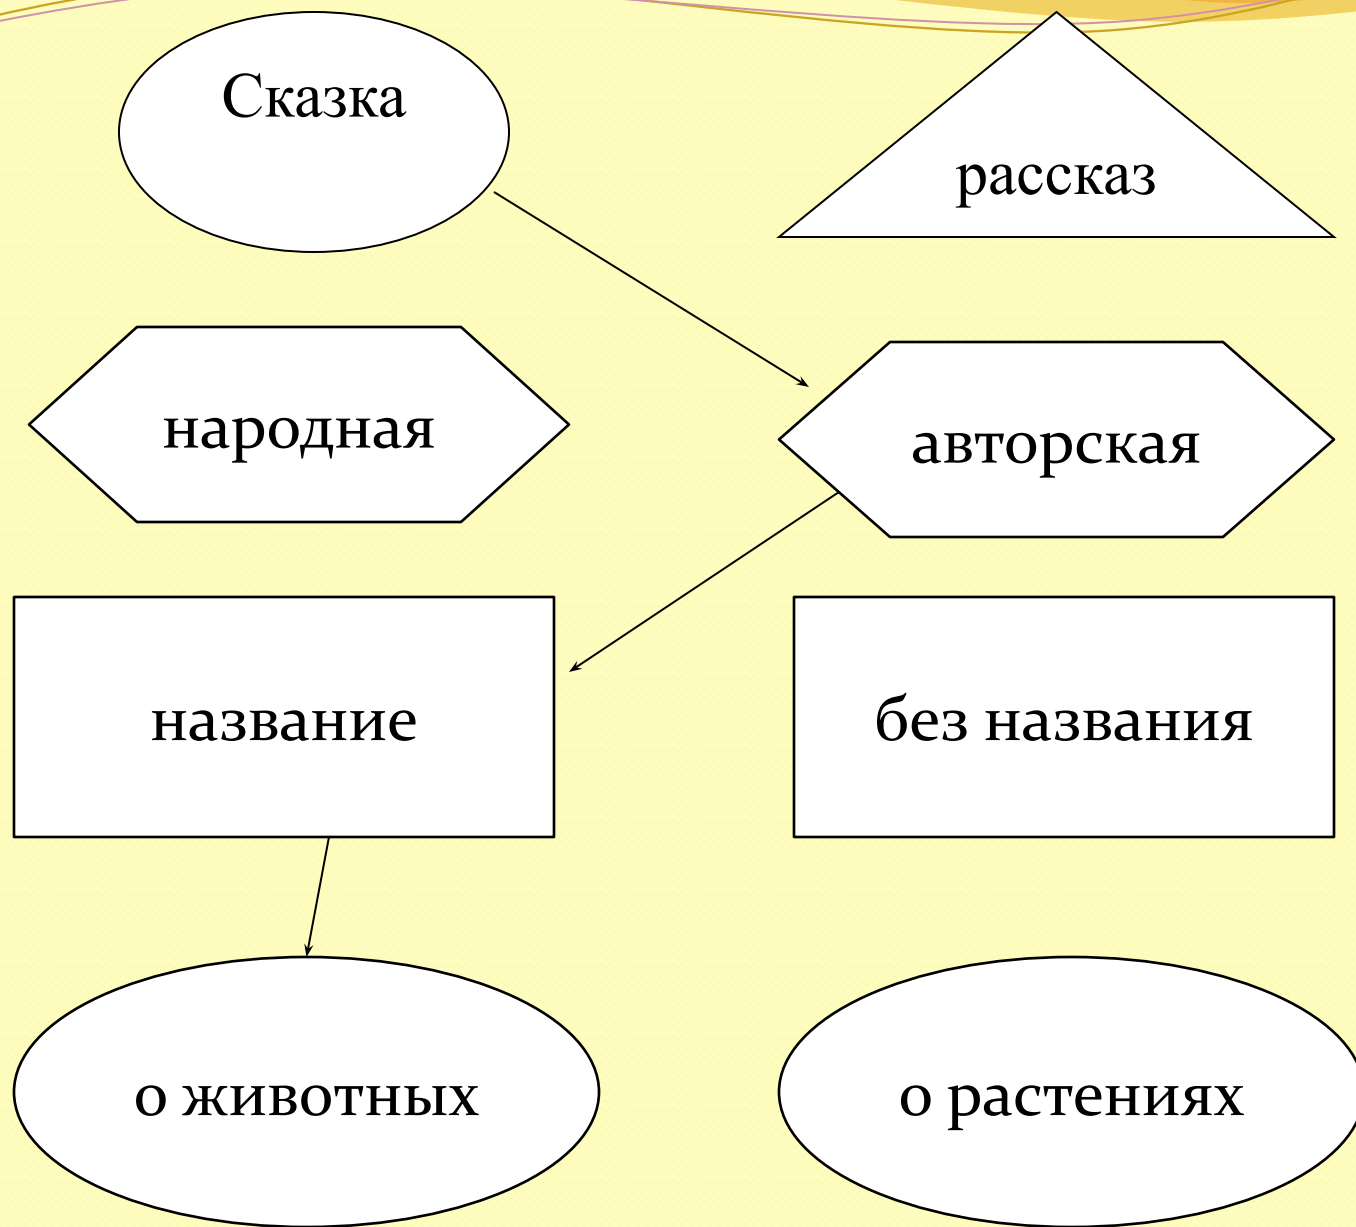 Сказка
рассказ
народная
авторская
название
без названия
о животных
о растениях